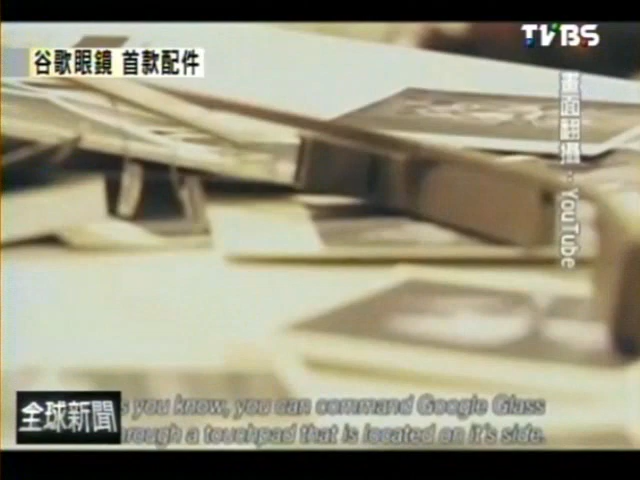 TVBS
谷歌眼鏡 首款配件
畫面翻攝：YouTube
s you know, you can command Google Glass
rough a touchpad that is located on it's side.
全球新聞